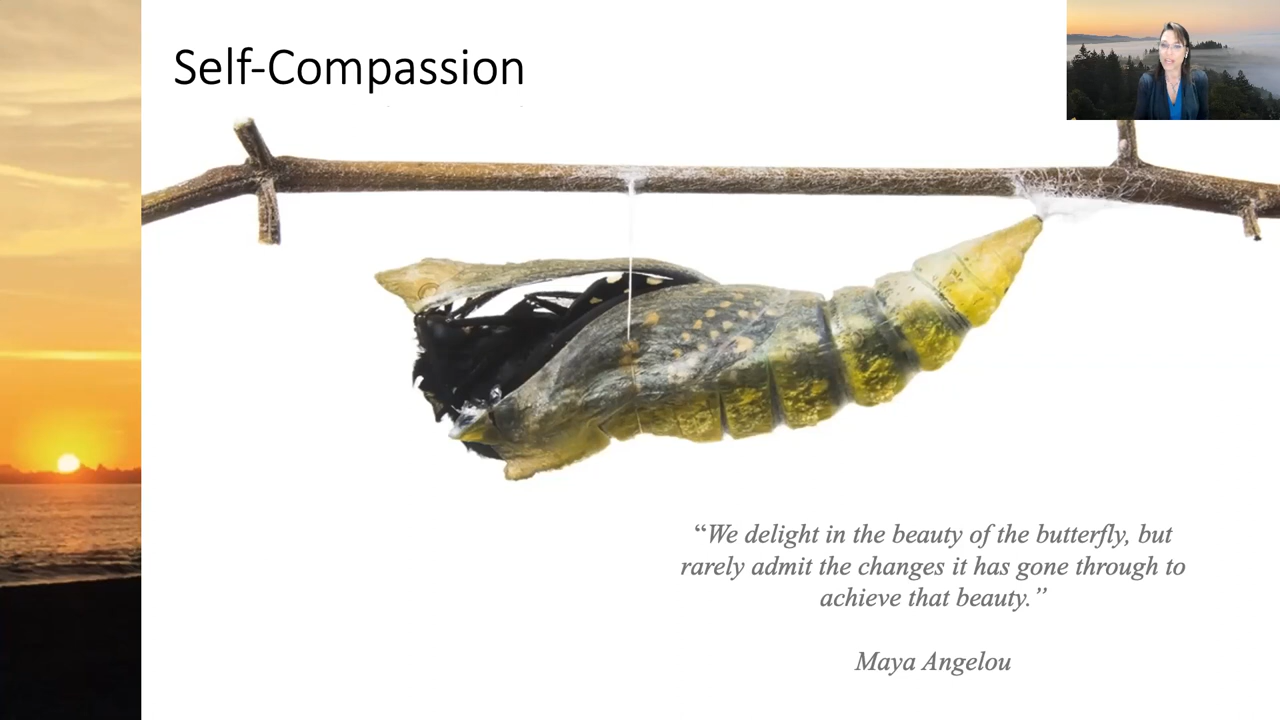 Self-Compassion
“We delight in the beauty of the butterfly, but
rarely admit the changes it has gone through to
achieve that beauty.”
Maya Angelou